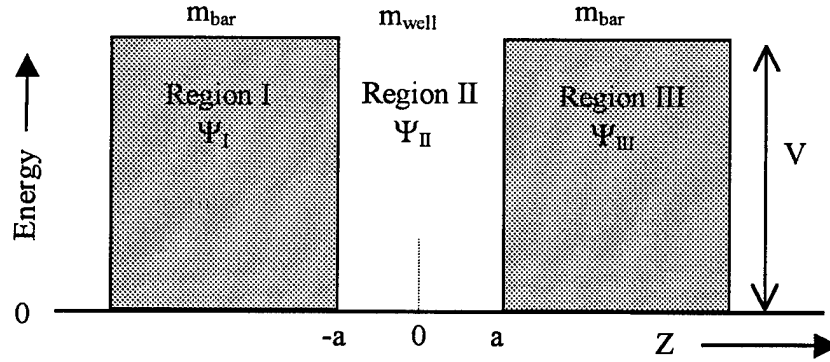 m_bar m_well m_bar
Region I Region II Region III
Ψ_I Ψ_II Ψ_III
V
Energy
0
-a 0 a Z